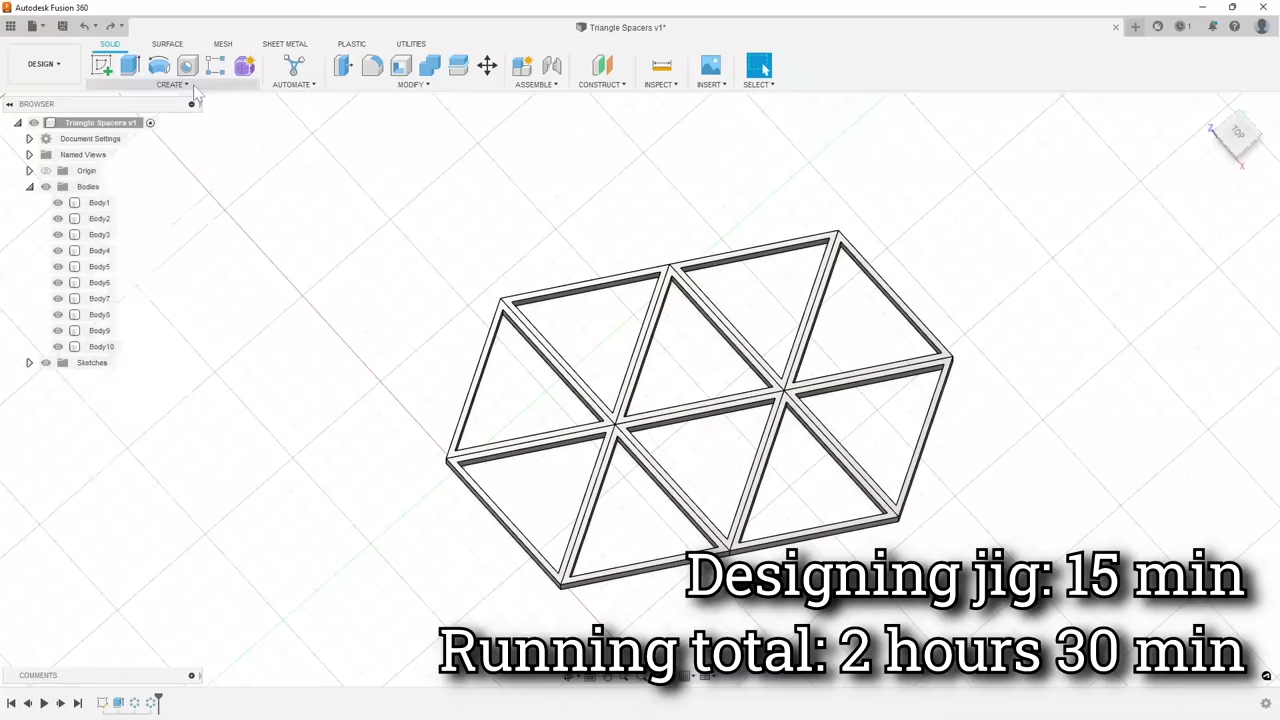 Autodesk Fusion 360
Triangle Spacers v1*
1
DESIGN
SOLID
SURFACE
MESH
SHEET METAL
PLASTIC
UTILITIES
CREATE
AUTOMATE
MODIFY
ASSEMBLE
CONSTRUCT
INSPECT
INSERT
SELECT
BROWSER
Triangle Spacers v1
Document Settings
Named Views
Origin
Bodies
Body1
Body2
Body3
Body4
Body5
Body6
Body7
Body8
Body9
Body10
Sketches
TOP
Z
X
Designing jig: 15 min
Running total: 2 hours 30 min
COMMENTS